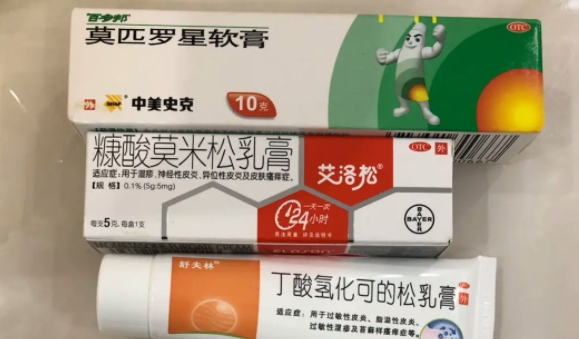 百多邦
莫匹罗星软膏
OTC
外
中美史克
10克
糠酸莫米松乳膏
OTC 外
适应症：用于湿疹、神经性皮炎、异位性皮炎及皮肤瘙痒症。
【规格】0.1% (5g:5mg)
艾洛松®
一天一次
24小时
每支5克，每盒1支
BAYER
舒夫林
丁酸氢化可的松乳膏
外
适应症：用于过敏性皮炎、脂溢性皮炎、
过敏性湿疹及苔藓样瘙痒症等。